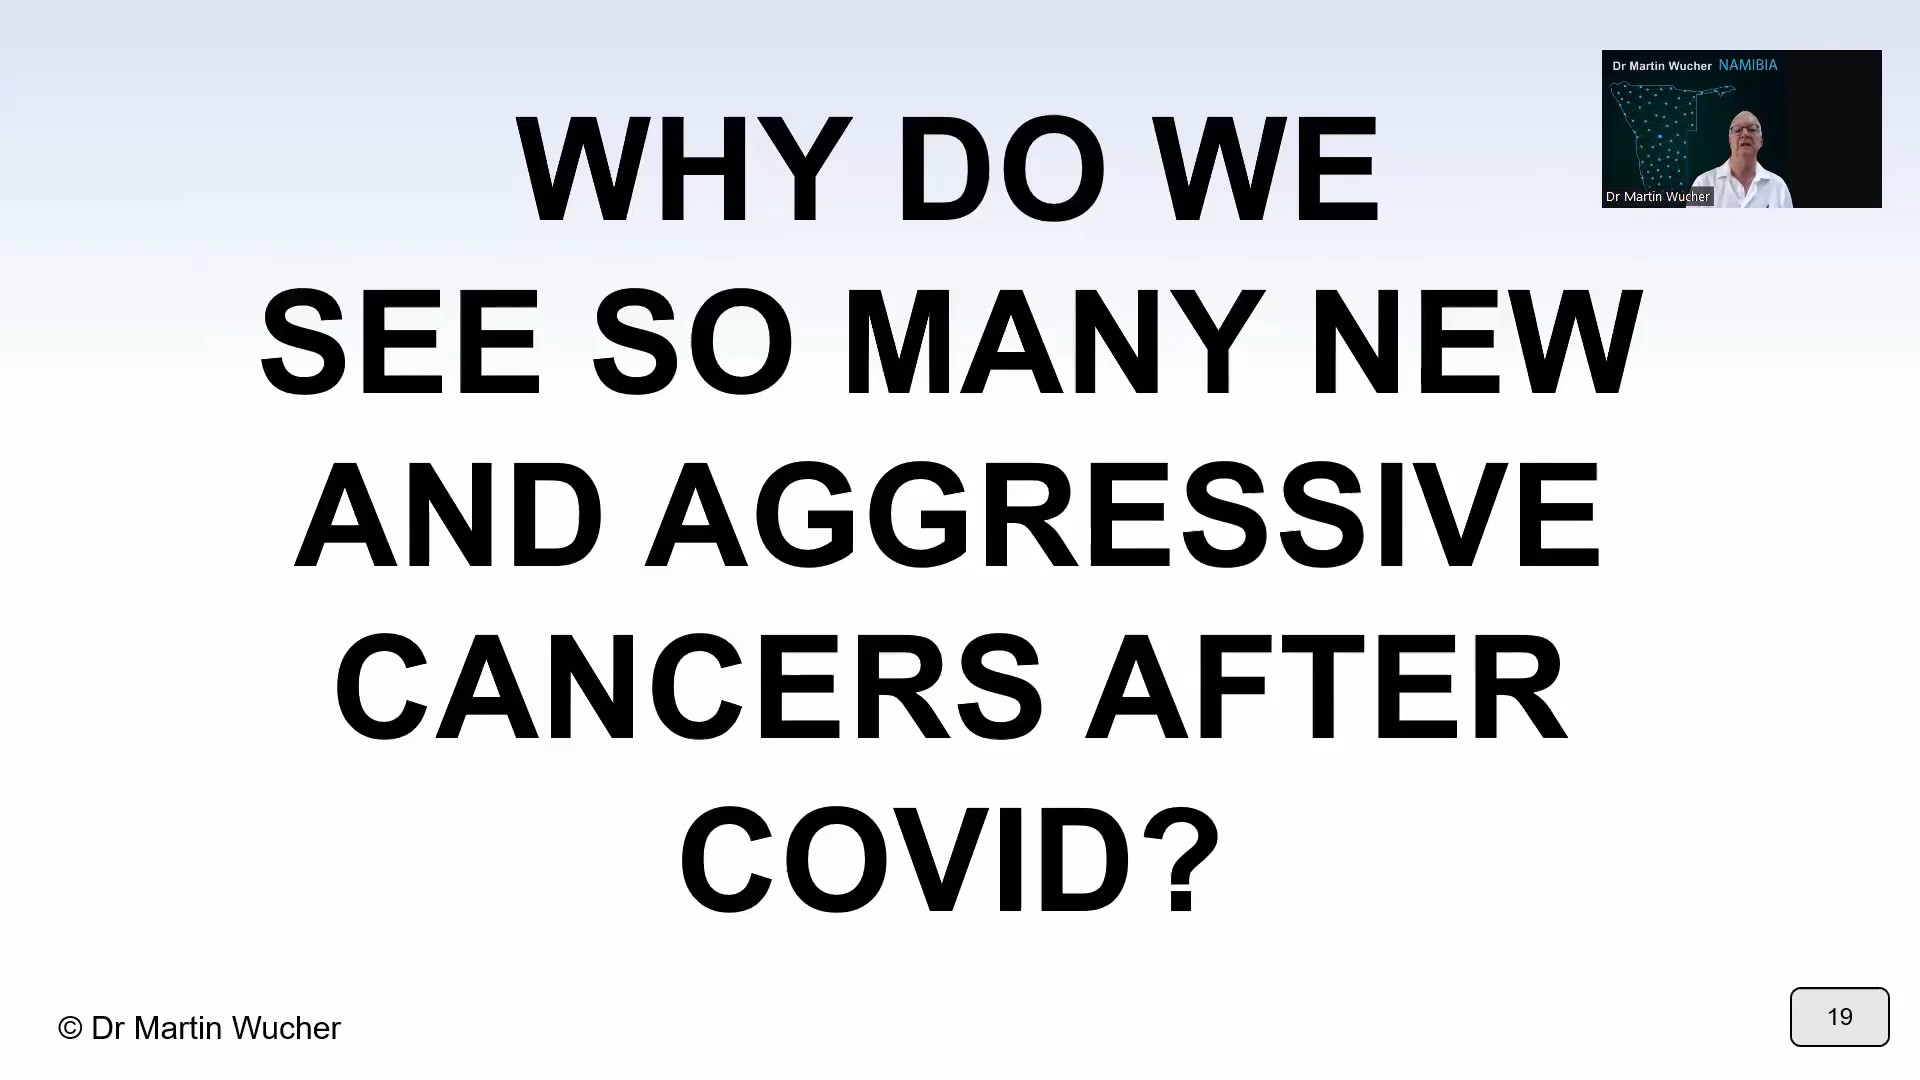 WHY DO WE
SEE SO MANY NEW
AND AGGRESSIVE
CANCERS AFTER
COVID?
Dr Martin Wucher NAMIBIA
Dr Martin Wucher
© Dr Martin Wucher
19